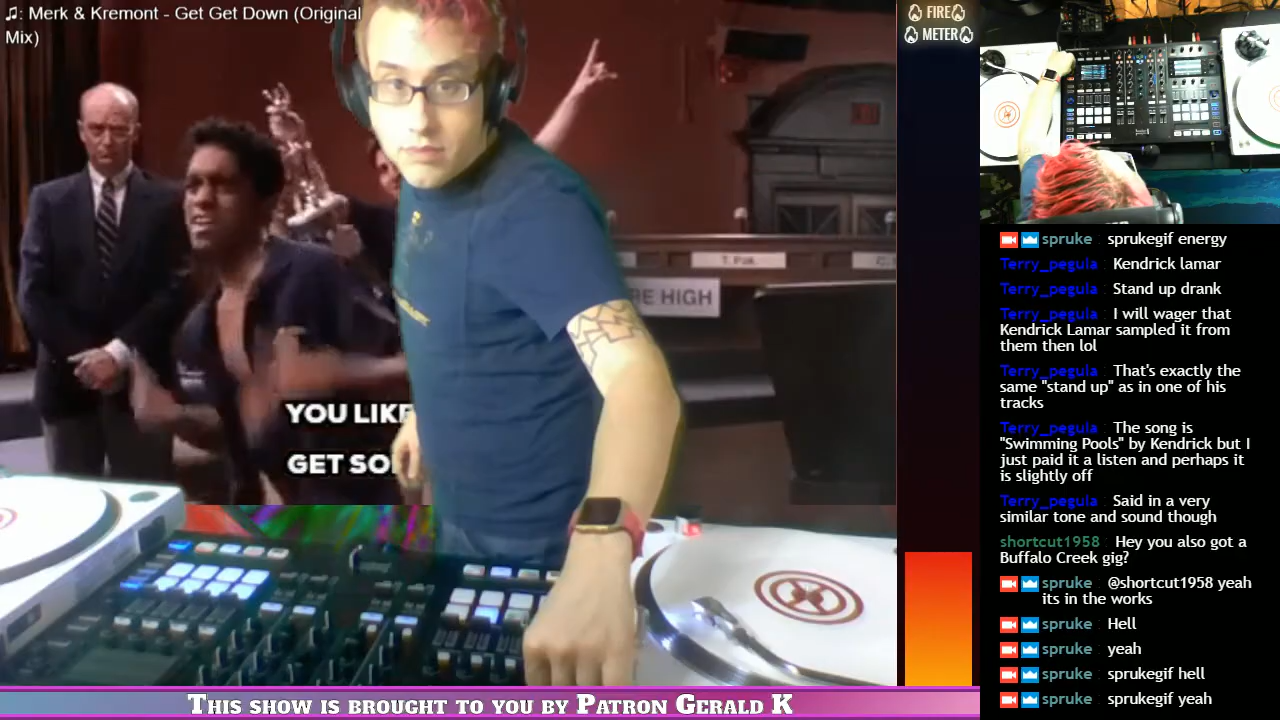 ♫: Merk & Kremont - Get Get Down (Original
Mix)
FIRE
METER
T. Pak.
RE HIGH
YOU LIKE
GET SO
spruke : sprukegif energy
Terry_pegula : Kendrick lamar
Terry_pegula : Stand up drank
Terry_pegula : I will wager that
Kendrick Lamar sampled it from
them then lol
Terry_pegula : That's exactly the
same "stand up" as in one of his
tracks
Terry_pegula : The song is
"Swimming Pools" by Kendrick but I
just paid it a listen and perhaps it
is slightly off
Terry_pegula : Said in a very
similar tone and sound though
shortcut1958 : Hey you also got a
Buffalo Creek gig?
spruke : @shortcut1958 yeah
its in the works
spruke : Hell
spruke : yeah
spruke : sprukegif hell
spruke : sprukegif yeah
THIS SHOW IS BROUGHT TO YOU BY PATRON GERALD K